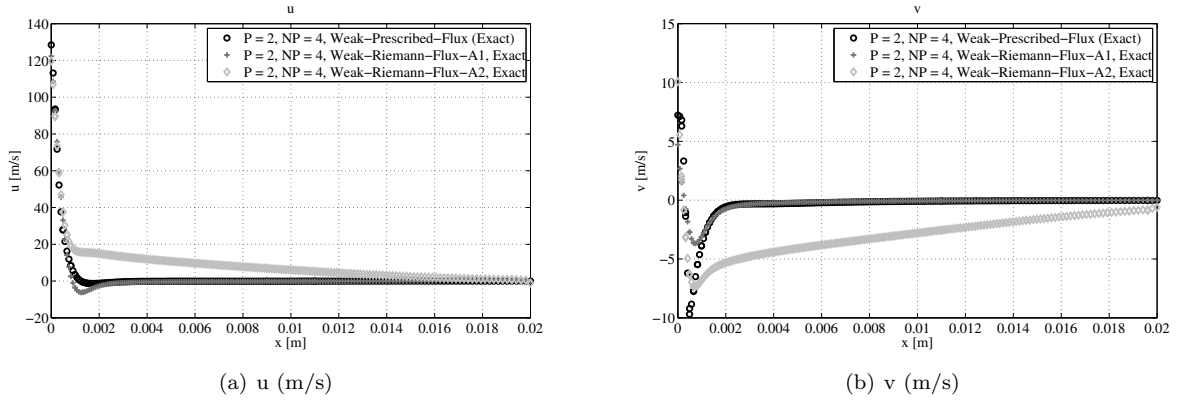 u
140
120
100
80
60
40
20
0
−20
u [m/s]
P = 2, NP = 4, Weak−Prescribed−Flux (Exact)
P = 2, NP = 4, Weak−Riemann−Flux−A1, Exact
P = 2, NP = 4, Weak−Riemann−Flux−A2, Exact
0 0.002 0.004 0.006 0.008 0.01 0.012 0.014 0.016 0.018 0.02
x [m]
(a) u (m/s)
v
15
10
5
0
−5
−10
v [m/s]
P = 2, NP = 4, Weak−Prescribed−Flux (Exact)
P = 2, NP = 4, Weak−Riemann−Flux−A1, Exact
P = 2, NP = 4, Weak−Riemann−Flux−A2, Exact
0 0.002 0.004 0.006 0.008 0.01 0.012 0.014 0.016 0.018 0.02
x [m]
(b) v (m/s)